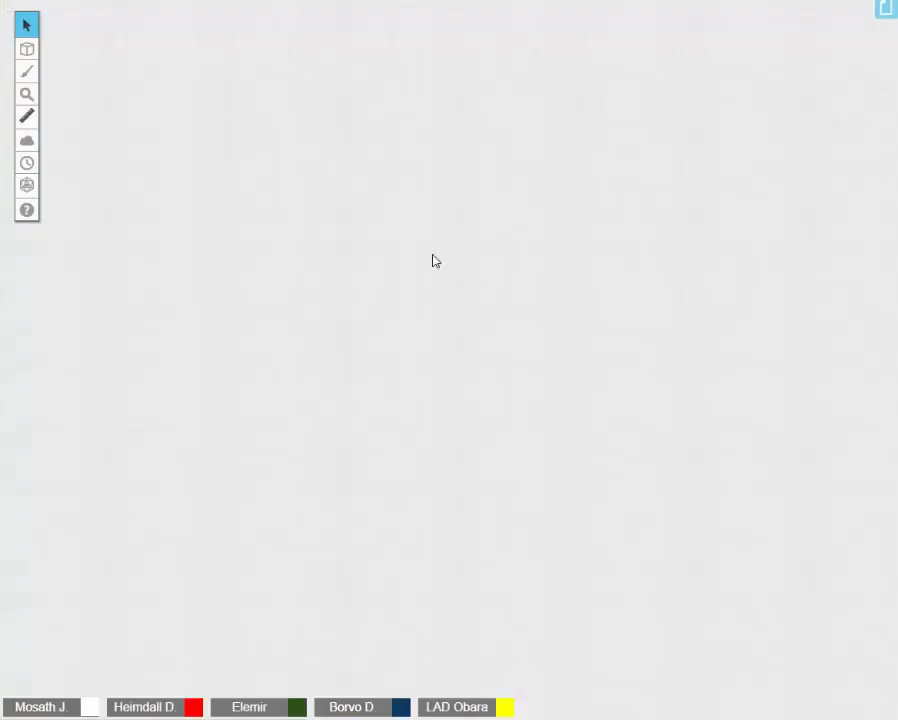 Mosath J.
Heimdall D.
Elemir
Borvo D.
LAD Obara